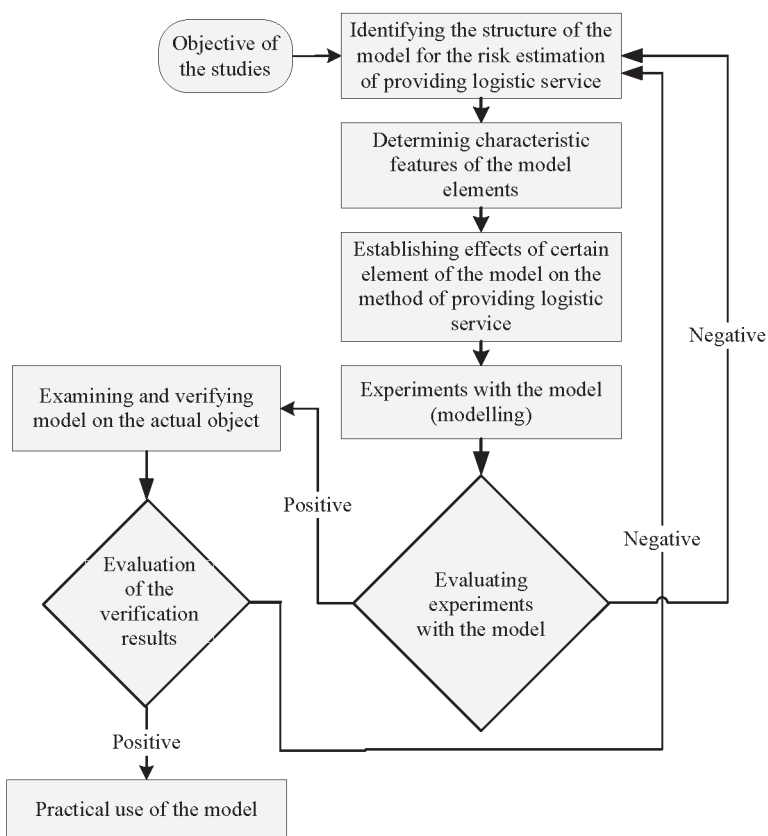 Objective of
the studies
Identifying the structure of the
model for the risk estimation
of providing logistic service
Determinig characteristic
features of the model
elements
Establishing effects of certain
element of the model on the
method of providing logistic
service
Negative
Experiments with the model
(modelling)
Examining and verifying
model on the actual object
Positive
Negative
Evaluating
experiments
with the model
Evaluation
of the
verification
results
Positive
Practical use of the model